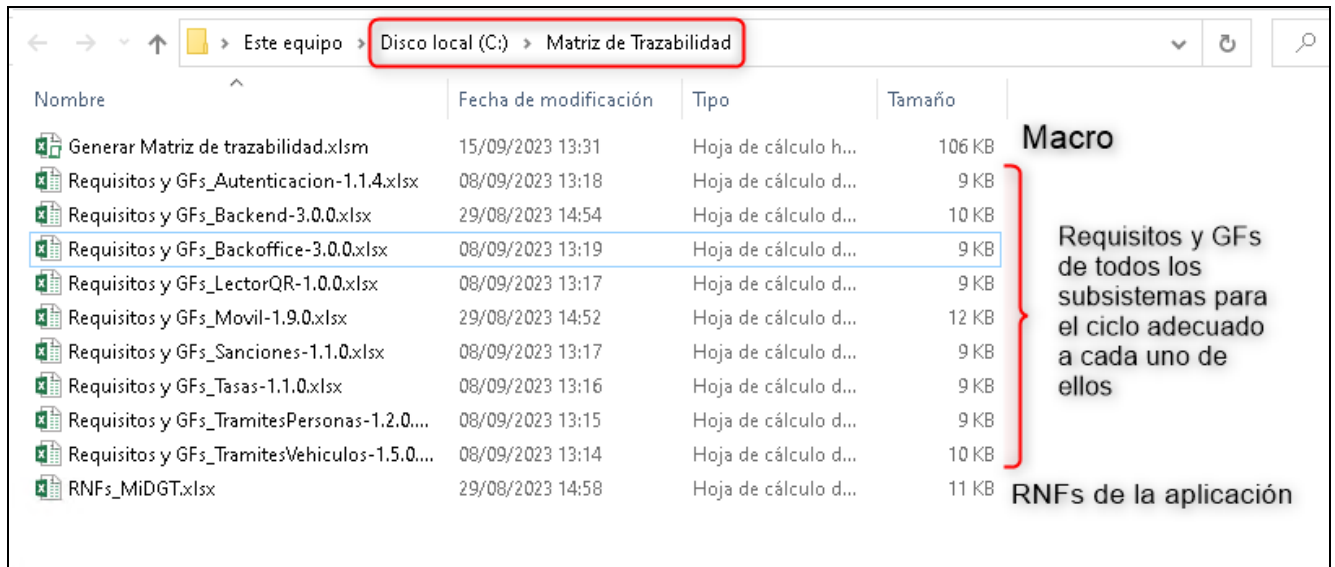 Este equipo > Disco local (C:) > Matriz de Trazabilidad
Nombre Fecha de modificación Tipo Tamaño
Generar Matriz de trazabilidad.xlsm 15/09/2023 13:31 Hoja de cálculo h... 106 KB
Macro
Requisitos y GFs_Autenticacion-1.1.4.xlsx 08/09/2023 13:18 Hoja de cálculo d... 9 KB
Requisitos y GFs_Backend-3.0.0.xlsx 29/08/2023 14:54 Hoja de cálculo d... 10 KB
Requisitos y GFs_Backoffice-3.0.0.xlsx 08/09/2023 13:19 Hoja de cálculo d... 9 KB
Requisitos y GFs_LectorQR-1.0.0.xlsx 08/09/2023 13:17 Hoja de cálculo d... 9 KB
Requisitos y GFs_Movil-1.9.0.xlsx 29/08/2023 14:52 Hoja de cálculo d... 12 KB
Requisitos y GFs_Sanciones-1.1.0.xlsx 08/09/2023 13:17 Hoja de cálculo d... 9 KB
Requisitos y GFs_Tasas-1.1.0.xlsx 08/09/2023 13:16 Hoja de cálculo d... 9 KB
Requisitos y GFs_TramitesPersonas-1.2.0.... 08/09/2023 13:15 Hoja de cálculo d... 9 KB
Requisitos y GFs_TramitesVehiculos-1.5.0.... 08/09/2023 13:14 Hoja de cálculo d... 10 KB
Requisitos y GFs
de todos los
subsistemas para
el ciclo adecuado
a cada uno de
ellos
RNFs_MiDGT.xlsx 29/08/2023 14:58 Hoja de cálculo d... 11 KB
RNFs de la aplicación